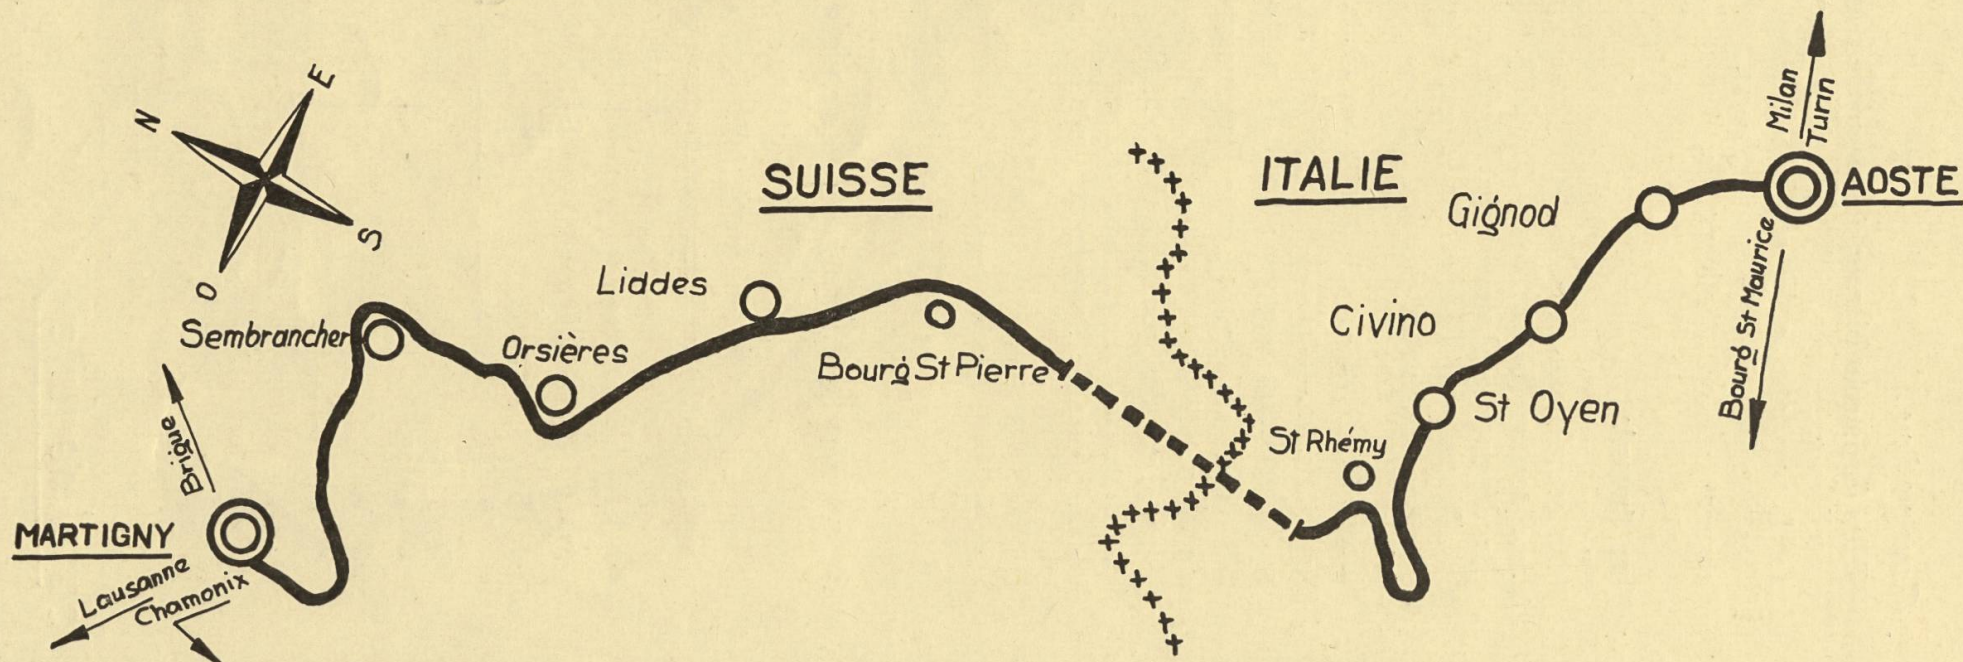 N
E
S
O
SUISSE
ITALIE
Milan
Turin
AOSTE
Bourg St Maurice
Gignod
Civino
St Oyen
St Rhémy
Bourg St Pierre
Liddes
Orsières
Sembrancher
Brigue
MARTIGNY
Lausanne
Chamonix